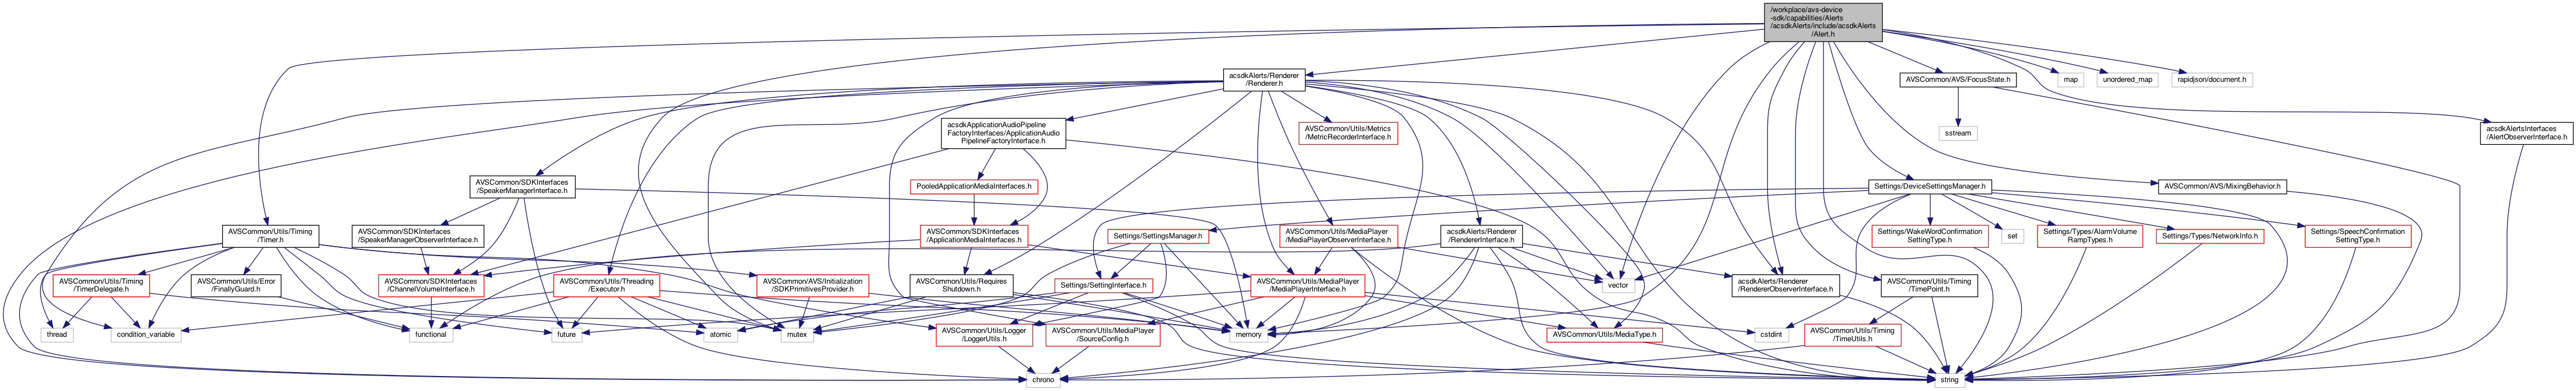 /workplace/avs-device
-sdk/capabilities/Alerts
/acsdkAlerts/include/acsdkAlerts
/Alert.h
acsdkAlerts/Renderer
/Renderer.h
AVSCommon/AVS/FocusState.h
map
unordered_map
rapidjson/document.h
acsdkApplicationAudioPipeline
FactoryInterfaces/ApplicationAudio
PipelineFactoryInterface.h
AVSCommon/Utils/Metrics
/MetricRecorderInterface.h
sstream
acsdkAlertsInterfaces
/AlertObserverInterface.h
AVSCommon/SDKInterfaces
/SpeakerManagerInterface.h
PooledApplicationMediaInterfaces.h
Settings/DeviceSettingsManager.h
AVSCommon/AVS/MixingBehavior.h
AVSCommon/Utils/Timing
/Timer.h
AVSCommon/SDKInterfaces
/SpeakerManagerObserverInterface.h
AVSCommon/SDKInterfaces
/ApplicationMediaInterfaces.h
Settings/SettingsManager.h
AVSCommon/Utils/MediaPlayer
/MediaPlayerObserverInterface.h
acsdkAlerts/Renderer
/RendererInterface.h
Settings/WakeWordConfirmation
SettingType.h
set
Settings/Types/AlarmVolume
RampTypes.h
Settings/Types/NetworkInfo.h
Settings/SpeechConfirmation
SettingType.h
AVSCommon/Utils/Timing
/TimerDelegate.h
AVSCommon/Utils/Error
/FinallyGuard.h
AVSCommon/SDKInterfaces
/ChannelVolumeInterface.h
AVSCommon/Utils/Threading
/Executor.h
AVSCommon/AVS/Initialization
/SDKPrimitivesProvider.h
AVSCommon/Utils/Requires
Shutdown.h
Settings/SettingInterface.h
AVSCommon/Utils/MediaPlayer
/MediaPlayerInterface.h
vector
acsdkAlerts/Renderer
/RendererObserverInterface.h
AVSCommon/Utils/Timing
/TimePoint.h
thread
condition_variable
functional
future
atomic
mutex
AVSCommon/Utils/Logger
/LoggerUtils.h
AVSCommon/Utils/MediaPlayer
/SourceConfig.h
memory
AVSCommon/Utils/MediaType.h
cstdint
AVSCommon/Utils/Timing
/TimeUtils.h
chrono
string